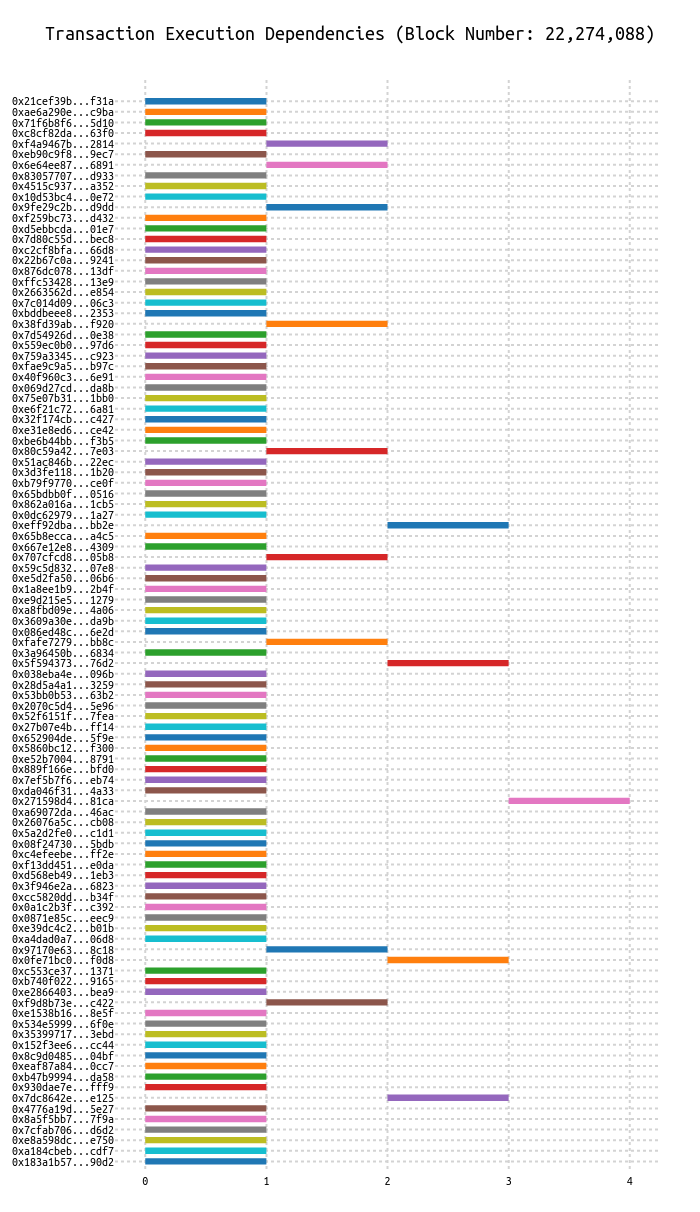 Transaction Execution Dependencies (Block Number: 22,274,088)
0x21cef39b...f31a
0xae6a290e...c9ba
0x71f6b8f6...5d10
0xc8cf82da...63f0
0xf4a9467b...2814
0xeb90c9f8...9ec7
0x6e64ee87...6891
0x83057707...d933
0x4515c937...a352
0x10d53bc4...0e72
0x9fe29c2b...d9dd
0xf259bc73...d432
0xd5ebbcda...01e7
0x7d80c55d...bec8
0xc2cf8bfa...66d8
0x22b67c0a...9241
0x876dc078...13df
0xffc53428...13e9
0x2663562d...e854
0x7c014d09...06c3
0xbddbeee8...2353
0x38fd39ab...f920
0x7d54926d...0e38
0x559ec0b0...97d6
0x759a3345...c923
0xfae9c9a5...b97c
0x40f960c3...6e91
0x069d27cd...da8b
0x75e07b31...1bb0
0xe6f21c72...6a81
0x32f174cb...c427
0xe31e8ed6...ce42
0xbe6b44bb...f3b5
0x80c59a42...7e03
0x51ac846b...22ec
0x3d3fe118...1b20
0xb79f9770...ce0f
0x65bdbb0f...0516
0x862a016a...1cb5
0x0dc62979...1a27
0xeff92dba...bb2e
0x65b8ecca...a4c5
0x667e12e8...4309
0x707cfcd8...05b8
0x59c5d832...07e8
0xe5d2fa50...06b6
0x1a8ee1b9...2b4f
0xe9d215e5...1279
0xa8fbd09e...4a06
0x3609a30e...da9b
0x086ed48c...6e2d
0xfafe7279...bb8c
0x3a96450b...6834
0x5f594373...76d2
0x038eba4e...096b
0x28d5a4a1...3259
0x53bb0b53...63b2
0x2070c5d4...5e96
0x52f6151f...7fea
0x27b07e4b...ff14
0x652904de...5f9e
0x5860bc12...f300
0xe52b7004...8791
0x889f166e...bfd0
0x7ef5b7f6...eb74
0xda046f31...4a33
0x271598d4...81ca
0xa69072da...46ac
0x26076a5c...cb08
0x5a2d2fe0...c1d1
0x08f24730...5bdb
0xc4efeebe...ff2e
0xf13dd451...e0da
0xd568eb49...1eb3
0x3f946e2a...6823
0xcc5820dd...b34f
0x0a1c2b3f...c392
0x0871e85c...eec9
0xe39dc4c2...b01b
0xa4dad0a7...06d8
0x97170e63...8c18
0x0fe71bc0...f0d8
0xc553ce37...1371
0xb740f022...9165
0xe2866403...bea9
0xf9d8b73e...c422
0xe1538b16...8e5f
0x534e5999...6f0e
0x35399717...3ebd
0x152f3ee6...cc44
0x8c9d0485...04bf
0xeaf87a84...0cc7
0xb47b9994...da58
0x930dae7e...fff9
0x7dc8642e...e125
0x4776a19d...5e27
0x8a5f5bb7...7f9a
0x7cfab706...d6d2
0xe8a598dc...e750
0xa184cbeb...cdf7
0x183a1b57...90d2
0 1 2 3 4